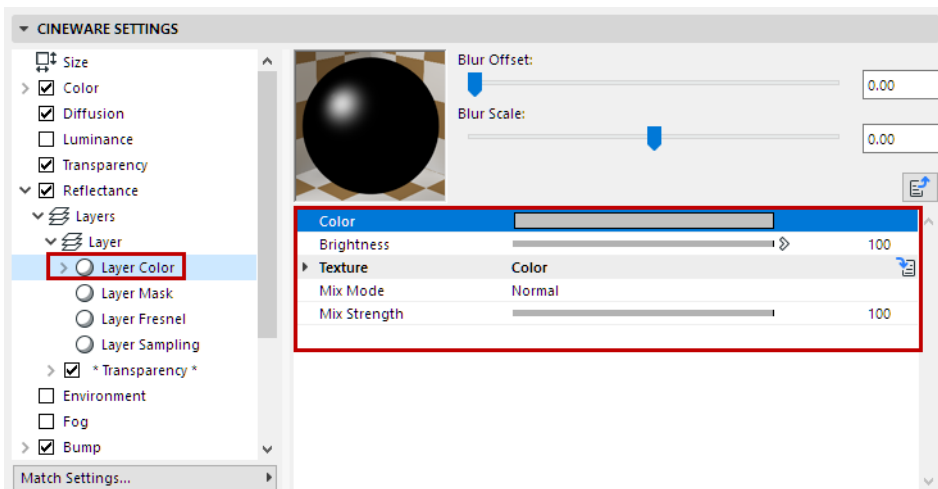 CINEWARE SETTINGS
Size
Color
Diffusion
Luminance
Transparency
Reflectance
Layers
Layer
Layer Color
Layer Mask
Layer Fresnel
Layer Sampling
* Transparency *
Environment
Fog
Bump
Match Settings...
Blur Offset:
0.00
Blur Scale:
0.00
Color
Brightness 100
Texture Color
Mix Mode Normal
Mix Strength 100